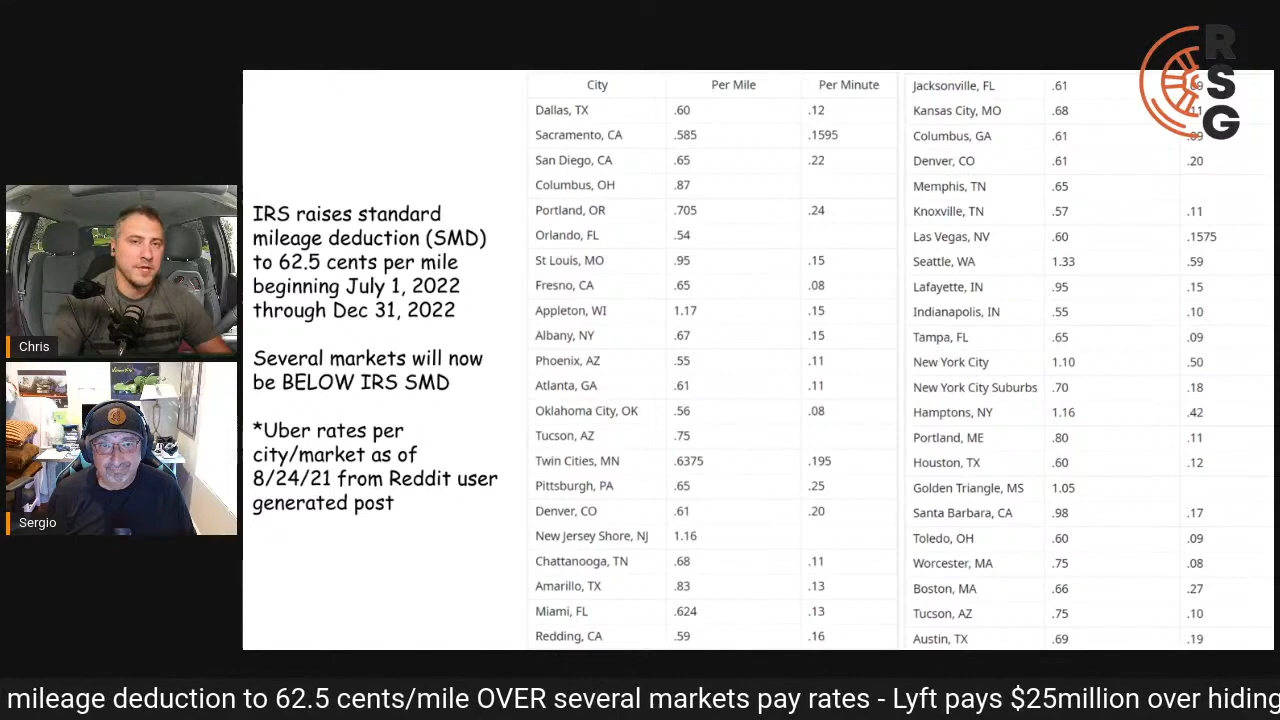 RSG
IRS raises standard
mileage deduction (SMD)
to 62.5 cents per mile
beginning July 1, 2022
through Dec 31, 2022
Several markets will now
be BELOW IRS SMD
*Uber rates per
city/market as of
8/24/21 from Reddit user
generated post
City Per Mile Per Minute
Dallas, TX .60 .12
Sacramento, CA .585 .1595
San Diego, CA .65 .22
Columbus, OH .87
Portland, OR .705 .24
Orlando, FL .54
St Louis, MO .95 .15
Fresno, CA .65 .08
Appleton, WI 1.17 .15
Albany, NY .67 .15
Phoenix, AZ .55 .11
Atlanta, GA .61 .11
Oklahoma City, OK .56 .08
Tucson, AZ .75
Twin Cities, MN .6375 .195
Pittsburgh, PA .65 .25
Denver, CO .61 .20
New Jersey Shore, NJ 1.16
Chattanooga, TN .68 .11
Amarillo, TX .83 .13
Miami, FL .624 .13
Redding, CA .59 .16
Jacksonville, FL .61 .09
Kansas City, MO .68 .11
Columbus, GA .61 .09
Denver, CO .61 .20
Memphis, TN .65
Knoxville, TN .57 .11
Las Vegas, NV .60 .1575
Seattle, WA 1.33 .59
Lafayette, IN .95 .15
Indianapolis, IN .55 .10
Tampa, FL .65 .09
New York City 1.10 .50
New York City Suburbs .70 .18
Hamptons, NY 1.16 .42
Portland, ME .80 .11
Houston, TX .60 .12
Golden Triangle, MS 1.05
Santa Barbara, CA .98 .17
Toledo, OH .60 .09
Worcester, MA .75 .08
Boston, MA .66 .27
Tucson, AZ .75 .10
Austin, TX .69 .19
Chris
Sergio
mileage deduction to 62.5 cents/mile OVER several markets pay rates - Lyft pays $25million over hiding